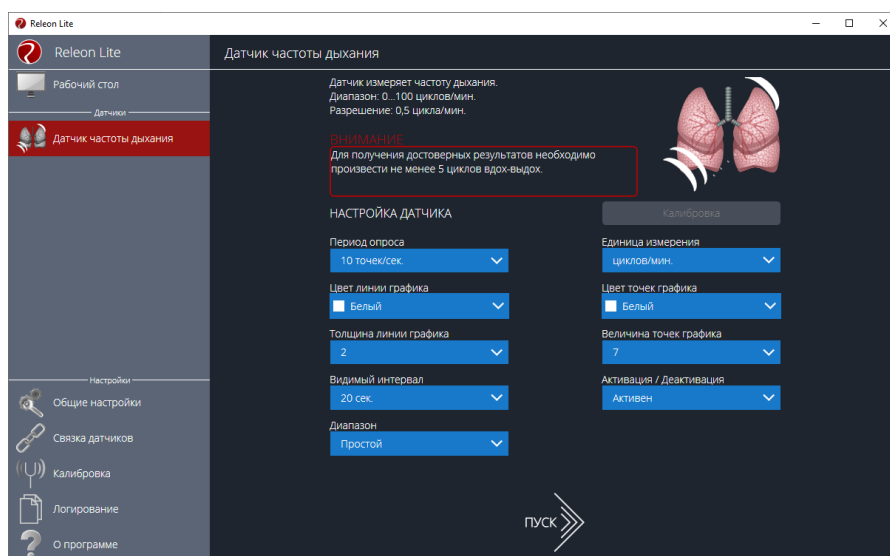 Releon Lite
Releon Lite
Датчик частоты дыхания
Рабочий стол
Датчики
Датчик частоты дыхания
Настройки
Общие настройки
Связка датчиков
Калибровка
Логирование
О программе
Датчик измеряет частоту дыхания.
Диапазон: 0...100 циклов/мин.
Разрешение: 0,5 цикла/мин.
ВНИМАНИЕ
Для получения достоверных результатов необходимо
произвести не менее 5 циклов вдох-выдох.
НАСТРОЙКА ДАТЧИКА
Калибровка
Период опроса
Единица измерения
10 точек/сек.
циклов/мин.
Цвет линии графика
Цвет точек графика
Белый
Белый
Толщина линии графика
Величина точек графика
2
7
Видимый интервал
Активация / Деактивация
20 сек.
Активен
Диапазон
Простой
ПУСК